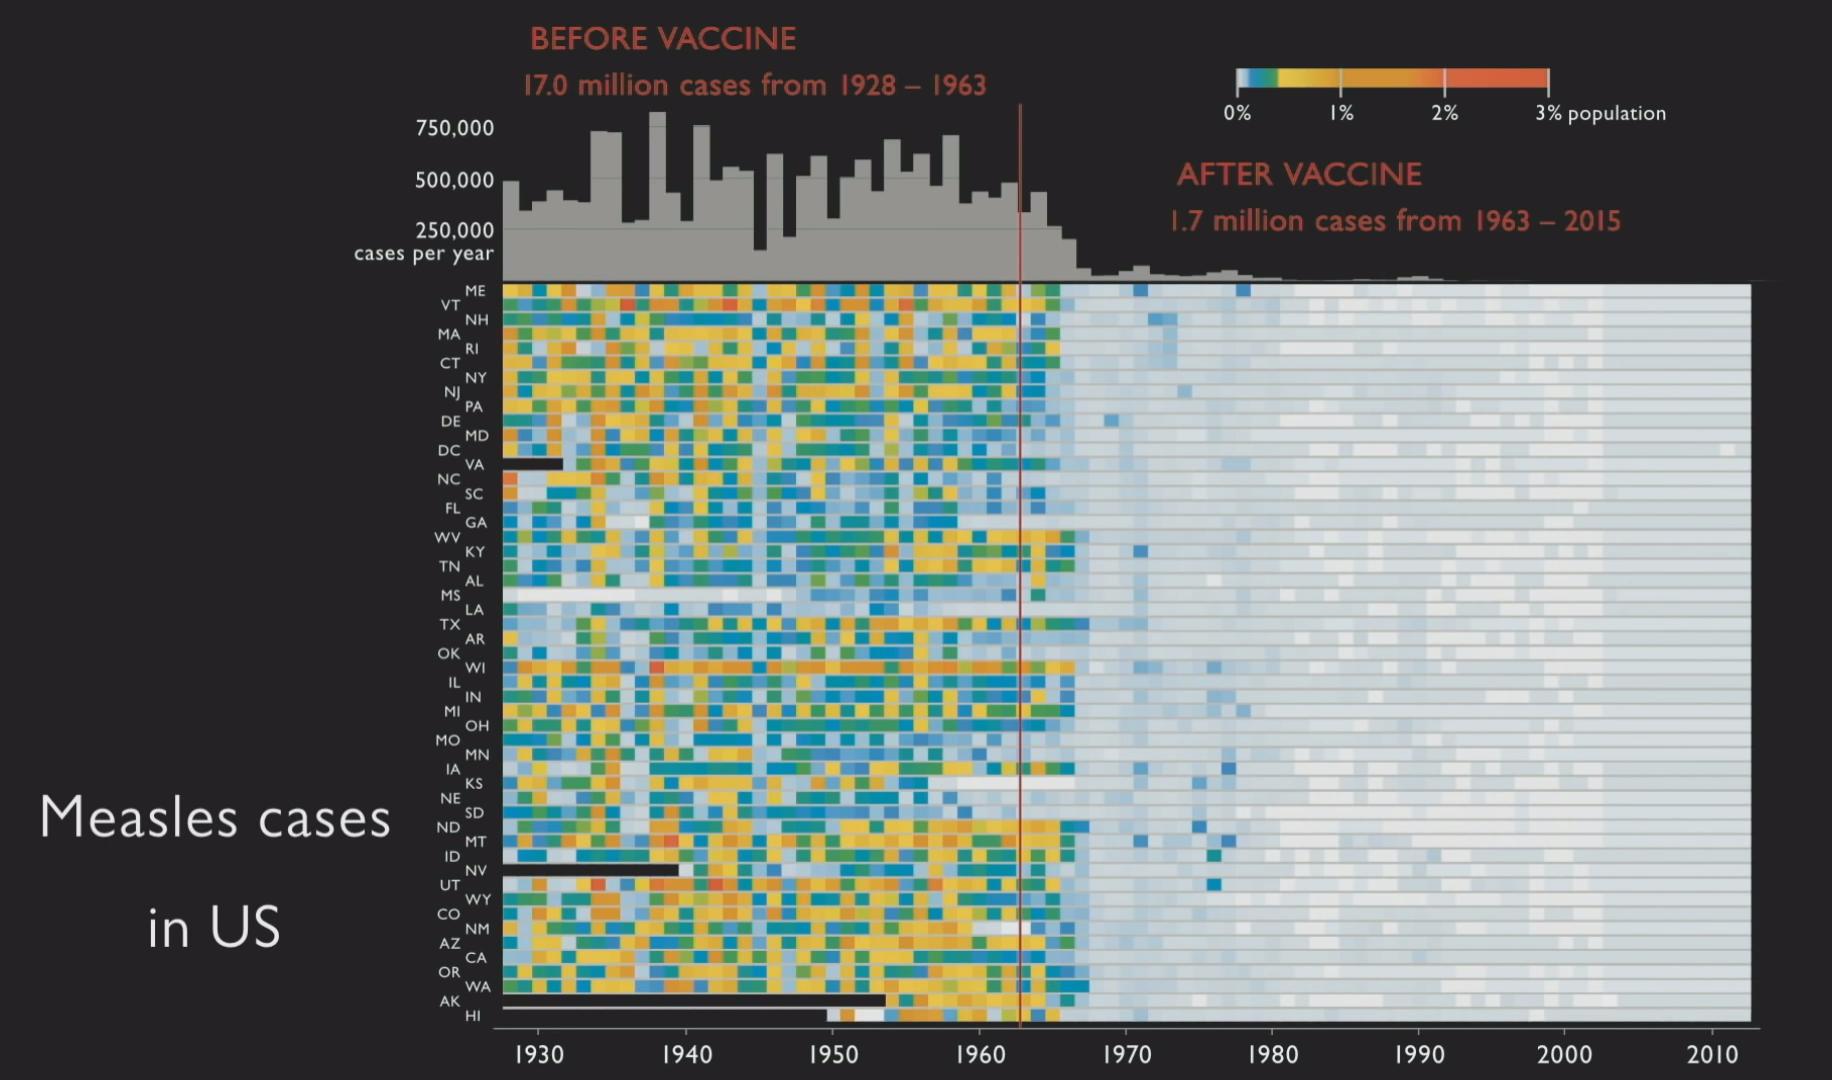 BEFORE VACCINE
17.0 million cases from 1928 – 1963
0% 1% 2% 3% population
750,000
500,000
250,000
cases per year
AFTER VACCINE
1.7 million cases from 1963 – 2015
ME
VT
NH
MA
RI
CT
NY
NJ
PA
DE
MD
DC
VA
NC
SC
FL
GA
WV
KY
TN
AL
MS
LA
TX
AR
OK
WI
IL
IN
MI
OH
MO
MN
IA
KS
NE
SD
ND
MT
ID
NV
UT
WY
CO
NM
AZ
CA
OR
WA
AK
HI
Measles cases
in US
1930 1940 1950 1960 1970 1980 1990 2000 2010